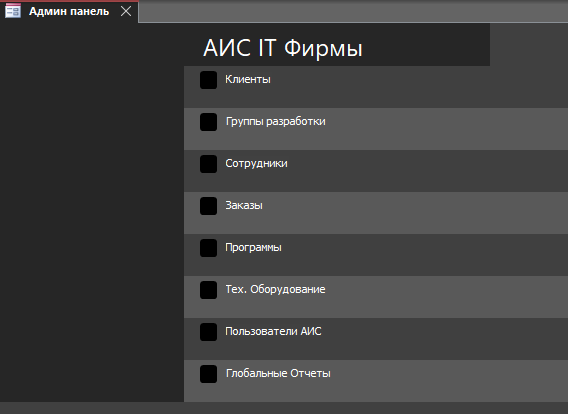 Админ панель
АИС IT Фирмы
Клиенты
Группы разработки
Сотрудники
Заказы
Программы
Тех. Оборудование
Пользователи АИС
Глобальные Отчеты